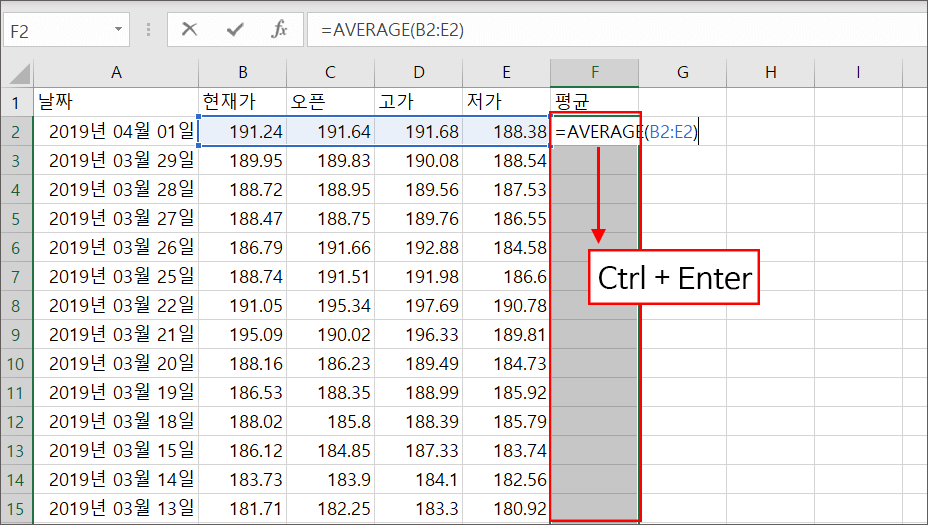 F2 fx =AVERAGE(B2:E2)
A B C D E F G H I
1 날짜 현재가 오픈 고가 저가 평균
2 2019년 04월 01일 191.24 191.64 191.68 188.38 =AVERAGE(B2:E2)
3 2019년 03월 29일 189.95 189.83 190.08 188.54
4 2019년 03월 28일 188.72 188.95 189.56 187.53
5 2019년 03월 27일 188.47 188.75 189.76 186.55
6 2019년 03월 26일 186.79 191.66 192.88 184.58
7 2019년 03월 25일 188.74 191.51 191.98 186.6
Ctrl + Enter
8 2019년 03월 22일 191.05 195.34 197.69 190.78
9 2019년 03월 21일 195.09 190.02 196.33 189.81
10 2019년 03월 20일 188.16 186.23 189.49 184.73
11 2019년 03월 19일 186.53 188.35 188.99 185.92
12 2019년 03월 18일 188.02 185.8 188.39 185.79
13 2019년 03월 15일 186.12 184.85 187.33 183.74
14 2019년 03월 14일 183.73 183.9 184.1 182.56
15 2019년 03월 13일 181.71 182.25 183.3 180.92